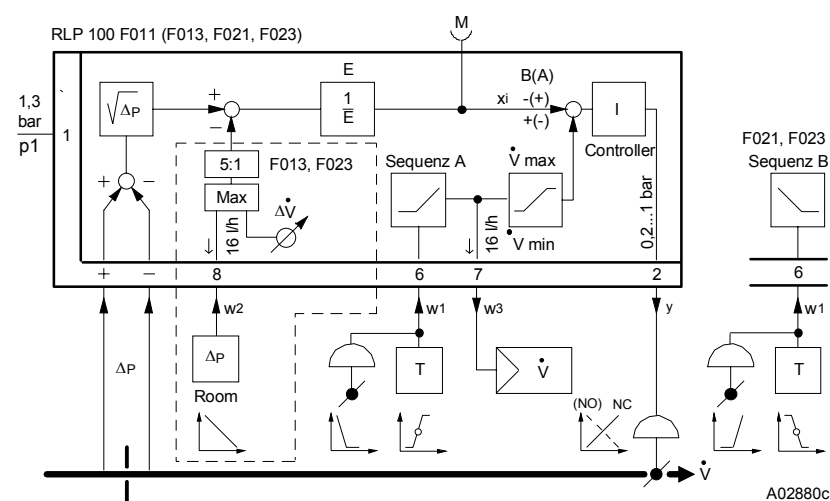 M
RLP 100 F011 (F013, F021, F023)
E
B(A)
1,3
bar
p1
1
√ΔP
+
−
1
E
xi
-(+)
+(-)
I
Controller
5:1
F013, F023
Max
ΔV̇
16 l/h
Sequenz A
V̇ max
V̇ min
16 l/h
0,2...1 bar
F021, F023
Sequenz B
+
−
+
−
8
6
7
2
6
w2
w1
w3
y
w1
ΔP
ΔP
Room
T
V̇
T
(NO)
NC
V̇
A02880c